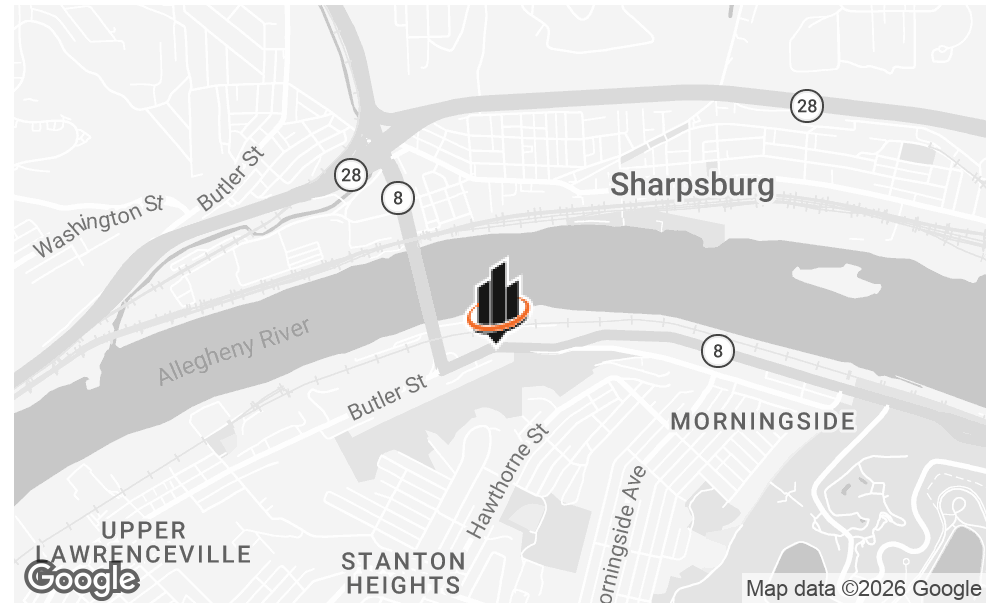 28
28
8
Sharpsburg
Butler St
Washington St
Allegheny River
8
Butler St
MORNINGSIDE
Hawthorne St
orningside Ave
UPPER
LAWRENCEVILLE
STANTON
HEIGHTS
Google
Map data ©2026 Google